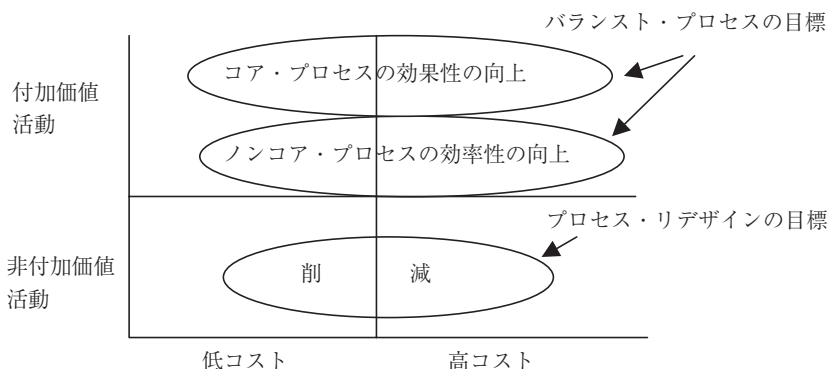 バランスト・プロセスの目標
コア・プロセスの効果性の向上
付加価値
活動
ノンコア・プロセスの効率性の向上
プロセス・リデザインの目標
非付加価値
活動
削 減
低コスト 高コスト